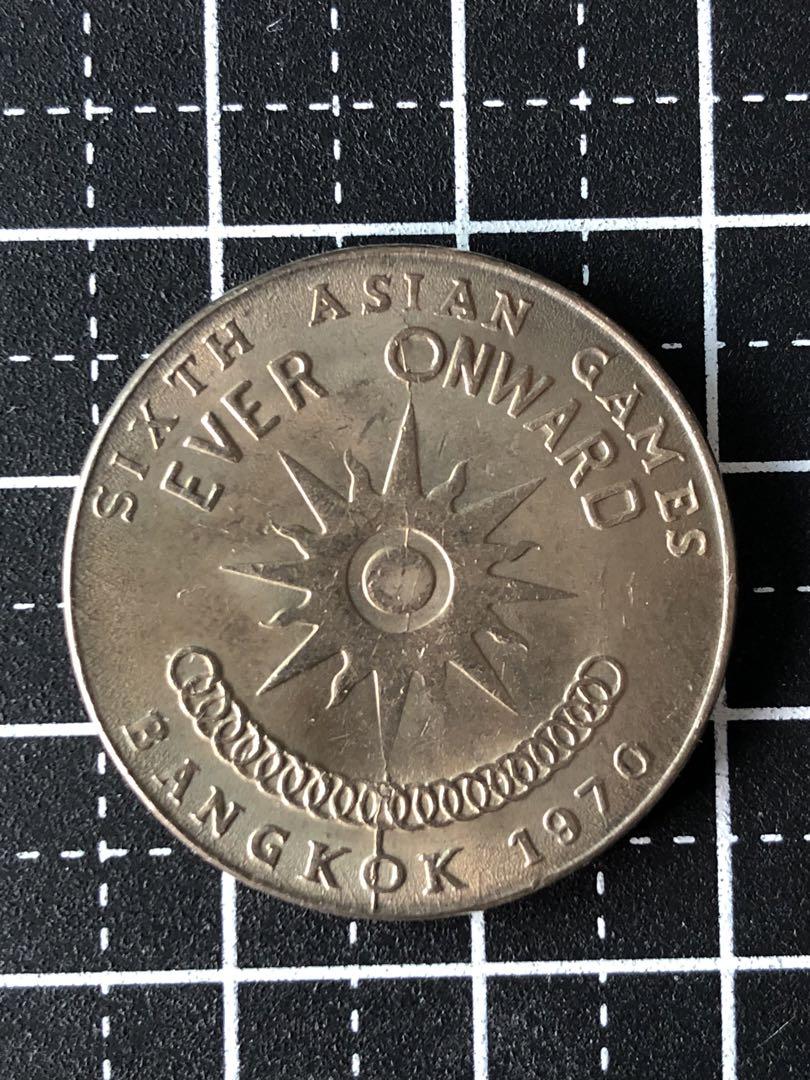 SIXTH ASIAN GAMES
EVER ONWARD
BANGKOK 1970